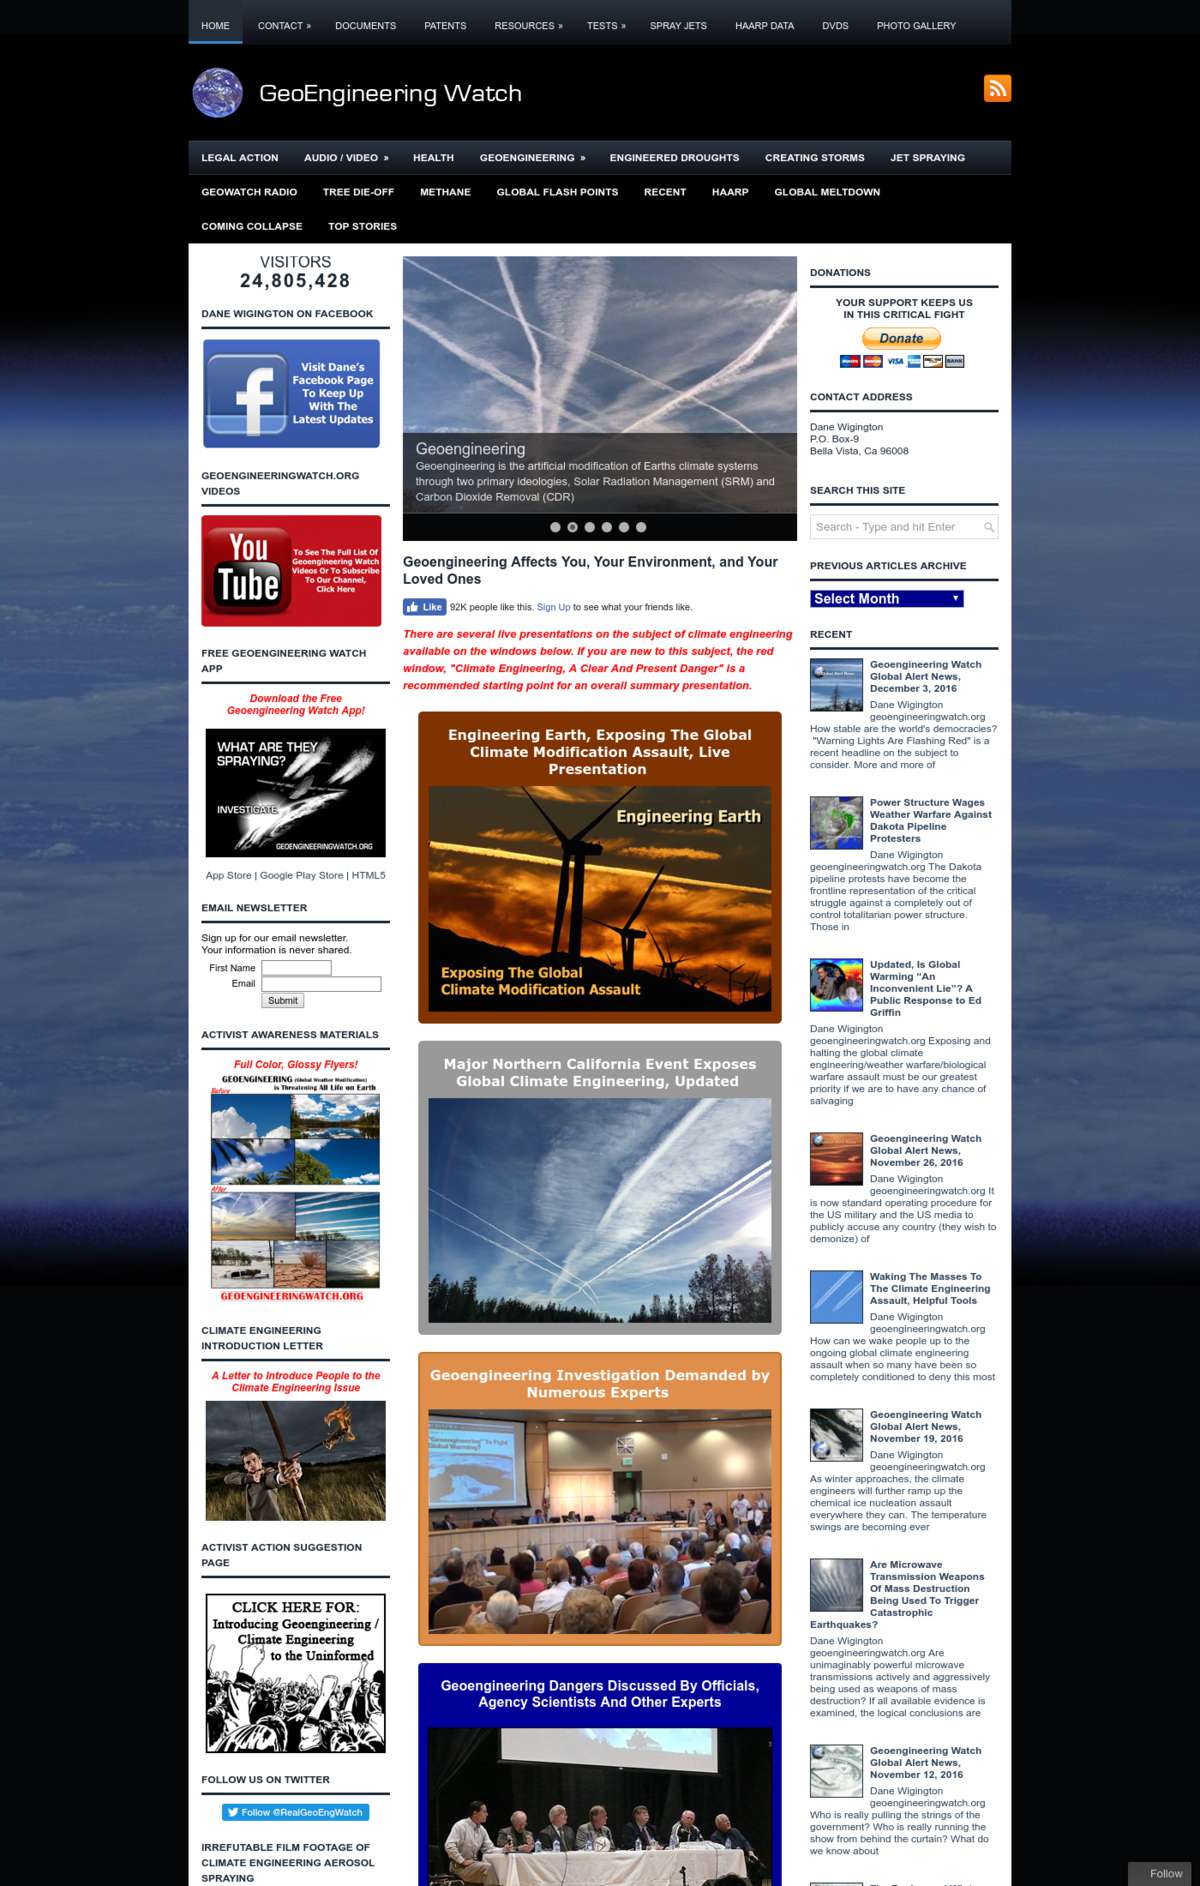 HOME CONTACT » DOCUMENTS PATENTS RESOURCES » TESTS » SPRAY JETS HAARP DATA DVDS PHOTO GALLERY
GeoEngineering Watch
LEGAL ACTION AUDIO / VIDEO » HEALTH GEOENGINEERING » ENGINEERED DROUGHTS CREATING STORMS JET SPRAYING
GEOWATCH RADIO TREE DIE-OFF METHANE GLOBAL FLASH POINTS RECENT HAARP GLOBAL MELTDOWN
COMING COLLAPSE TOP STORIES
VISITORS
24,805,428
DANE WIGINGTON ON FACEBOOK
Visit Dane's
Facebook Page
To Keep Up
With The
Latest Updates
GEOENGINEERINGWATCH.ORG
VIDEOS
You
Tube
To See The Full List Of
Geoengineering Watch
Videos Or To Subscribe
To Our Channel,
Click Here
FREE GEOENGINEERING WATCH
APP
Download the Free
Geoengineering Watch App!
WHAT ARE THEY
SPRAYING?
INVESTIGATE
GEOENGINEERINGWATCH.ORG
App Store | Google Play Store | HTML5
EMAIL NEWSLETTER
Sign up for our email newsletter.
Your information is never shared.
First Name
Email
Submit
ACTIVIST AWARENESS MATERIALS
Full Color, Glossy Flyers!
GEOENGINEERING (Global Weather Modification)
is Threatening All Life on Earth
Before
After
GEOENGINEERINGWATCH.ORG
CLIMATE ENGINEERING
INTRODUCTION LETTER
A Letter to Introduce People to the
Climate Engineering Issue
ACTIVIST ACTION SUGGESTION
PAGE
CLICK HERE FOR:
Introducing Geoengineering /
Climate Engineering
to the Uninformed
FOLLOW US ON TWITTER
Follow @RealGeoEngWatch
IRREFUTABLE FILM FOOTAGE OF
CLIMATE ENGINEERING AEROSOL
SPRAYING
Geoengineering
Geoengineering is the artificial modification of Earths climate systems
through two primary ideologies, Solar Radiation Management (SRM) and
Carbon Dioxide Removal (CDR)
Geoengineering Affects You, Your Environment, and Your
Loved Ones
Like 92K people like this. Sign Up to see what your friends like.
There are several live presentations on the subject of climate engineering
available on the windows below. If you are new to this subject, the red
window, "Climate Engineering, A Clear And Present Danger" is a
recommended starting point for an overall summary presentation.
Engineering Earth, Exposing The Global
Climate Modification Assault, Live
Presentation
Engineering Earth
Exposing The Global
Climate Modification Assault
Major Northern California Event Exposes
Global Climate Engineering, Updated
Geoengineering Investigation Demanded by
Numerous Experts
"Geoengineering" To Fight
Global Warming?
Geoengineering Dangers Discussed By Officials,
Agency Scientists And Other Experts
DONATIONS
YOUR SUPPORT KEEPS US
IN THIS CRITICAL FIGHT
Donate
VISA
BANK
CONTACT ADDRESS
Dane Wigington
P.O. Box-9
Bella Vista, Ca 96008
SEARCH THIS SITE
Search - Type and hit Enter
PREVIOUS ARTICLES ARCHIVE
Select Month
RECENT
Geoengineering Watch
Global Alert News,
December 3, 2016
Dane Wigington
geoengineeringwatch.org
How stable are the world's democracies?
"Warning Lights Are Flashing Red" is a
recent headline on the subject to
consider. More and more of
Power Structure Wages
Weather Warfare Against
Dakota Pipeline
Protesters
Dane Wigington
geoengineeringwatch.org The Dakota
pipeline protests have become the
frontline representation of the critical
struggle against a completely out of
control totalitarian power structure.
Those in
Updated, Is Global
Warming "An
Inconvenient Lie"? A
Public Response to Ed
Griffin
Dane Wigington
geoengineeringwatch.org Exposing and
halting the global climate
engineering/weather warfare/biological
warfare assault must be our greatest
priority if we are to have any chance of
salvaging
Geoengineering Watch
Global Alert News,
November 26, 2016
Dane Wigington
geoengineeringwatch.org It
is now standard operating procedure for
the US military and the US media to
publicly accuse any country (they wish to
demonize) of
Waking The Masses To
The Climate Engineering
Assault, Helpful Tools
Dane Wigington
geoengineeringwatch.org
How can we wake people up to the
ongoing global climate engineering
assault when so many have been so
completely conditioned to deny this most
Geoengineering Watch
Global Alert News,
November 19, 2016
Dane Wigington
geoengineeringwatch.org
As winter approaches, the climate
engineers will further ramp up the
chemical ice nucleation assault
everywhere they can. The temperature
swings are becoming ever
Are Microwave
Transmission Weapons
Of Mass Destruction
Being Used To Trigger
Catastrophic
Earthquakes?
Dane Wigington
geoengineeringwatch.org Are
unimaginably powerful microwave
transmissions actively and aggressively
being used as weapons of mass
destruction? If all available evidence is
examined, the logical conclusions are
Geoengineering Watch
Global Alert News,
November 12, 2016
Dane Wigington
geoengineeringwatch.org
Who is really pulling the strings of the
government? Who is really running the
show from behind the curtain? What do
we know about
Follow